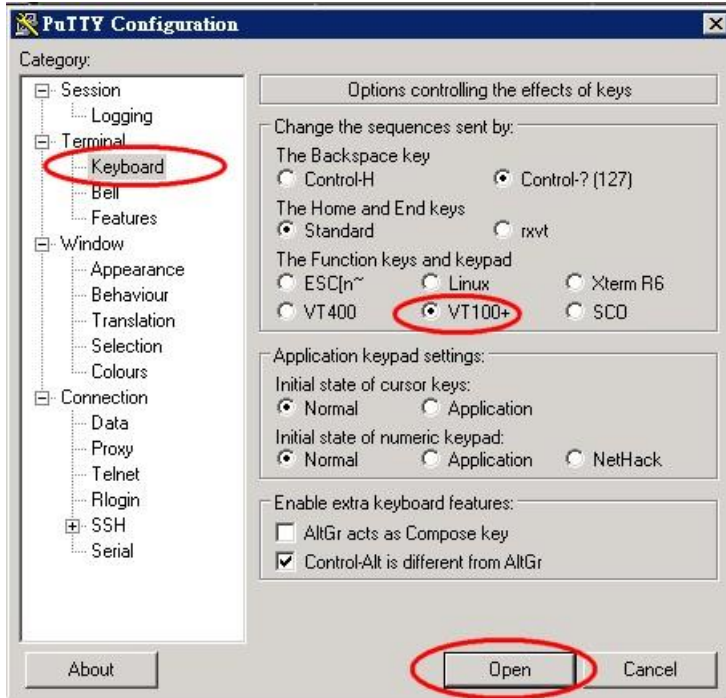 PuTTY Configuration
Category:
Session
Logging
Terminal
Keyboard
Bell
Features
Window
Appearance
Behaviour
Translation
Selection
Colours
Connection
Data
Proxy
Telnet
Rlogin
SSH
Serial
Options controlling the effects of keys
Change the sequences sent by:
The Backspace key
Control-H Control-? (127)
The Home and End keys
Standard rxvt
The Function keys and keypad
ESC[n~ Linux Xterm R6
VT400 VT100+ SCO
Application keypad settings:
Initial state of cursor keys:
Normal Application
Initial state of numeric keypad:
Normal Application NetHack
Enable extra keyboard features:
AltGr acts as Compose key
Control-Alt is different from AltGr
About Open Cancel